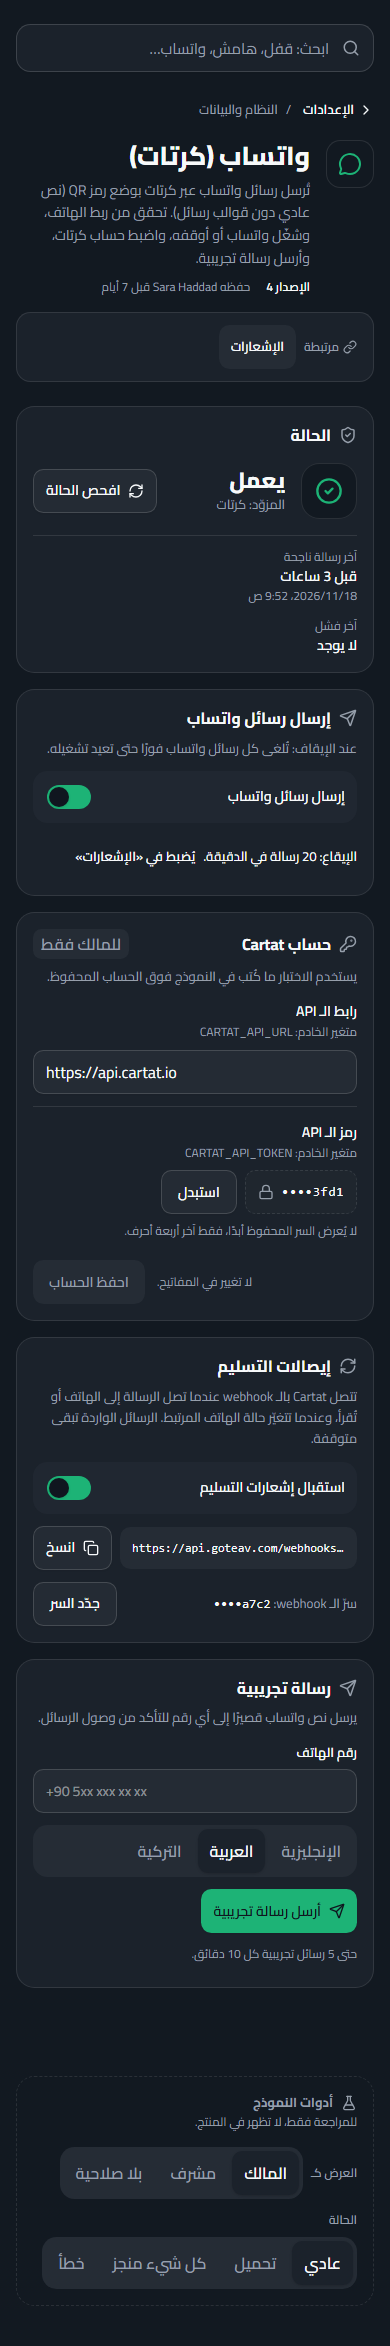 ابحث: قفل، هامش، واتساب...
الإعدادات / النظام والبيانات
واتساب (كرتات)
تُرسل رسائل واتساب عبر كرتات بوضع رمز QR (نص
عادي دون قوالب رسائل). تحقق من ربط الهاتف،
وشغّل واتساب أو أوقفه، واضبط حساب كرتات،
وأرسل رسالة تجريبية.
الإصدار 4 حفظه Sara Haddad قبل 7 أيام
مرتبطة الإشعارات
الحالة
يعمل
المزوّد: كرتات
افحص الحالة
آخر رسالة ناجحة
قبل 3 ساعات
2026/11/18، 9:52 ص
آخر فشل
لا يوجد
إرسال رسائل واتساب
عند الإيقاف: تُلغى كل رسائل واتساب فورًا حتى تعيد تشغيله.
إرسال رسائل واتساب
الإيقاع: 20 رسالة في الدقيقة. يُضبط في «الإشعارات»
حساب Cartat للمالك فقط
يستخدم الاختبار ما كُتب في النموذج فوق الحساب المحفوظ.
رابط الـ API
متغير الخادم: CARTAT_API_URL
https://api.cartat.io
رمز الـ API
متغير الخادم: CARTAT_API_TOKEN
••••3fd1 استبدل
لا يُعرض السر المحفوظ أبدًا، فقط آخر أربعة أحرف.
لا تغيير في المفاتيح. احفظ الحساب
إيصالات التسليم
تتصل Cartat بالـ webhook عندما تصل الرسالة إلى الهاتف أو
تُقرأ، وعندما تتغيّر حالة الهاتف المرتبط. الرسائل الواردة تبقى
متوقفة.
استقبال إشعارات التسليم
https://api.goteav.com/webhooks… انسخ
سرّ الـ webhook: ••••a7c2 جدّد السر
رسالة تجريبية
يرسل نص واتساب قصيرًا إلى أي رقم للتأكد من وصول الرسائل.
رقم الهاتف
+90 5xx xxx xx xx
الإنجليزية العربية التركية
أرسل رسالة تجريبية
حتى 5 رسائل تجريبية كل 10 دقائق.
أدوات النموذج
للمراجعة فقط، لا تظهر في المنتج.
العرض كـ المالك مشرف بلا صلاحية
الحالة
عادي تحميل كل شيء منجز خطأ